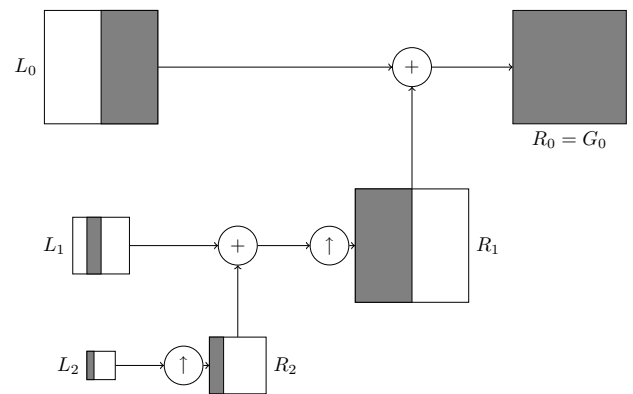 L₀
+
R₀ = G₀
L₁
+
↑
R₁
L₂
↑
R₂